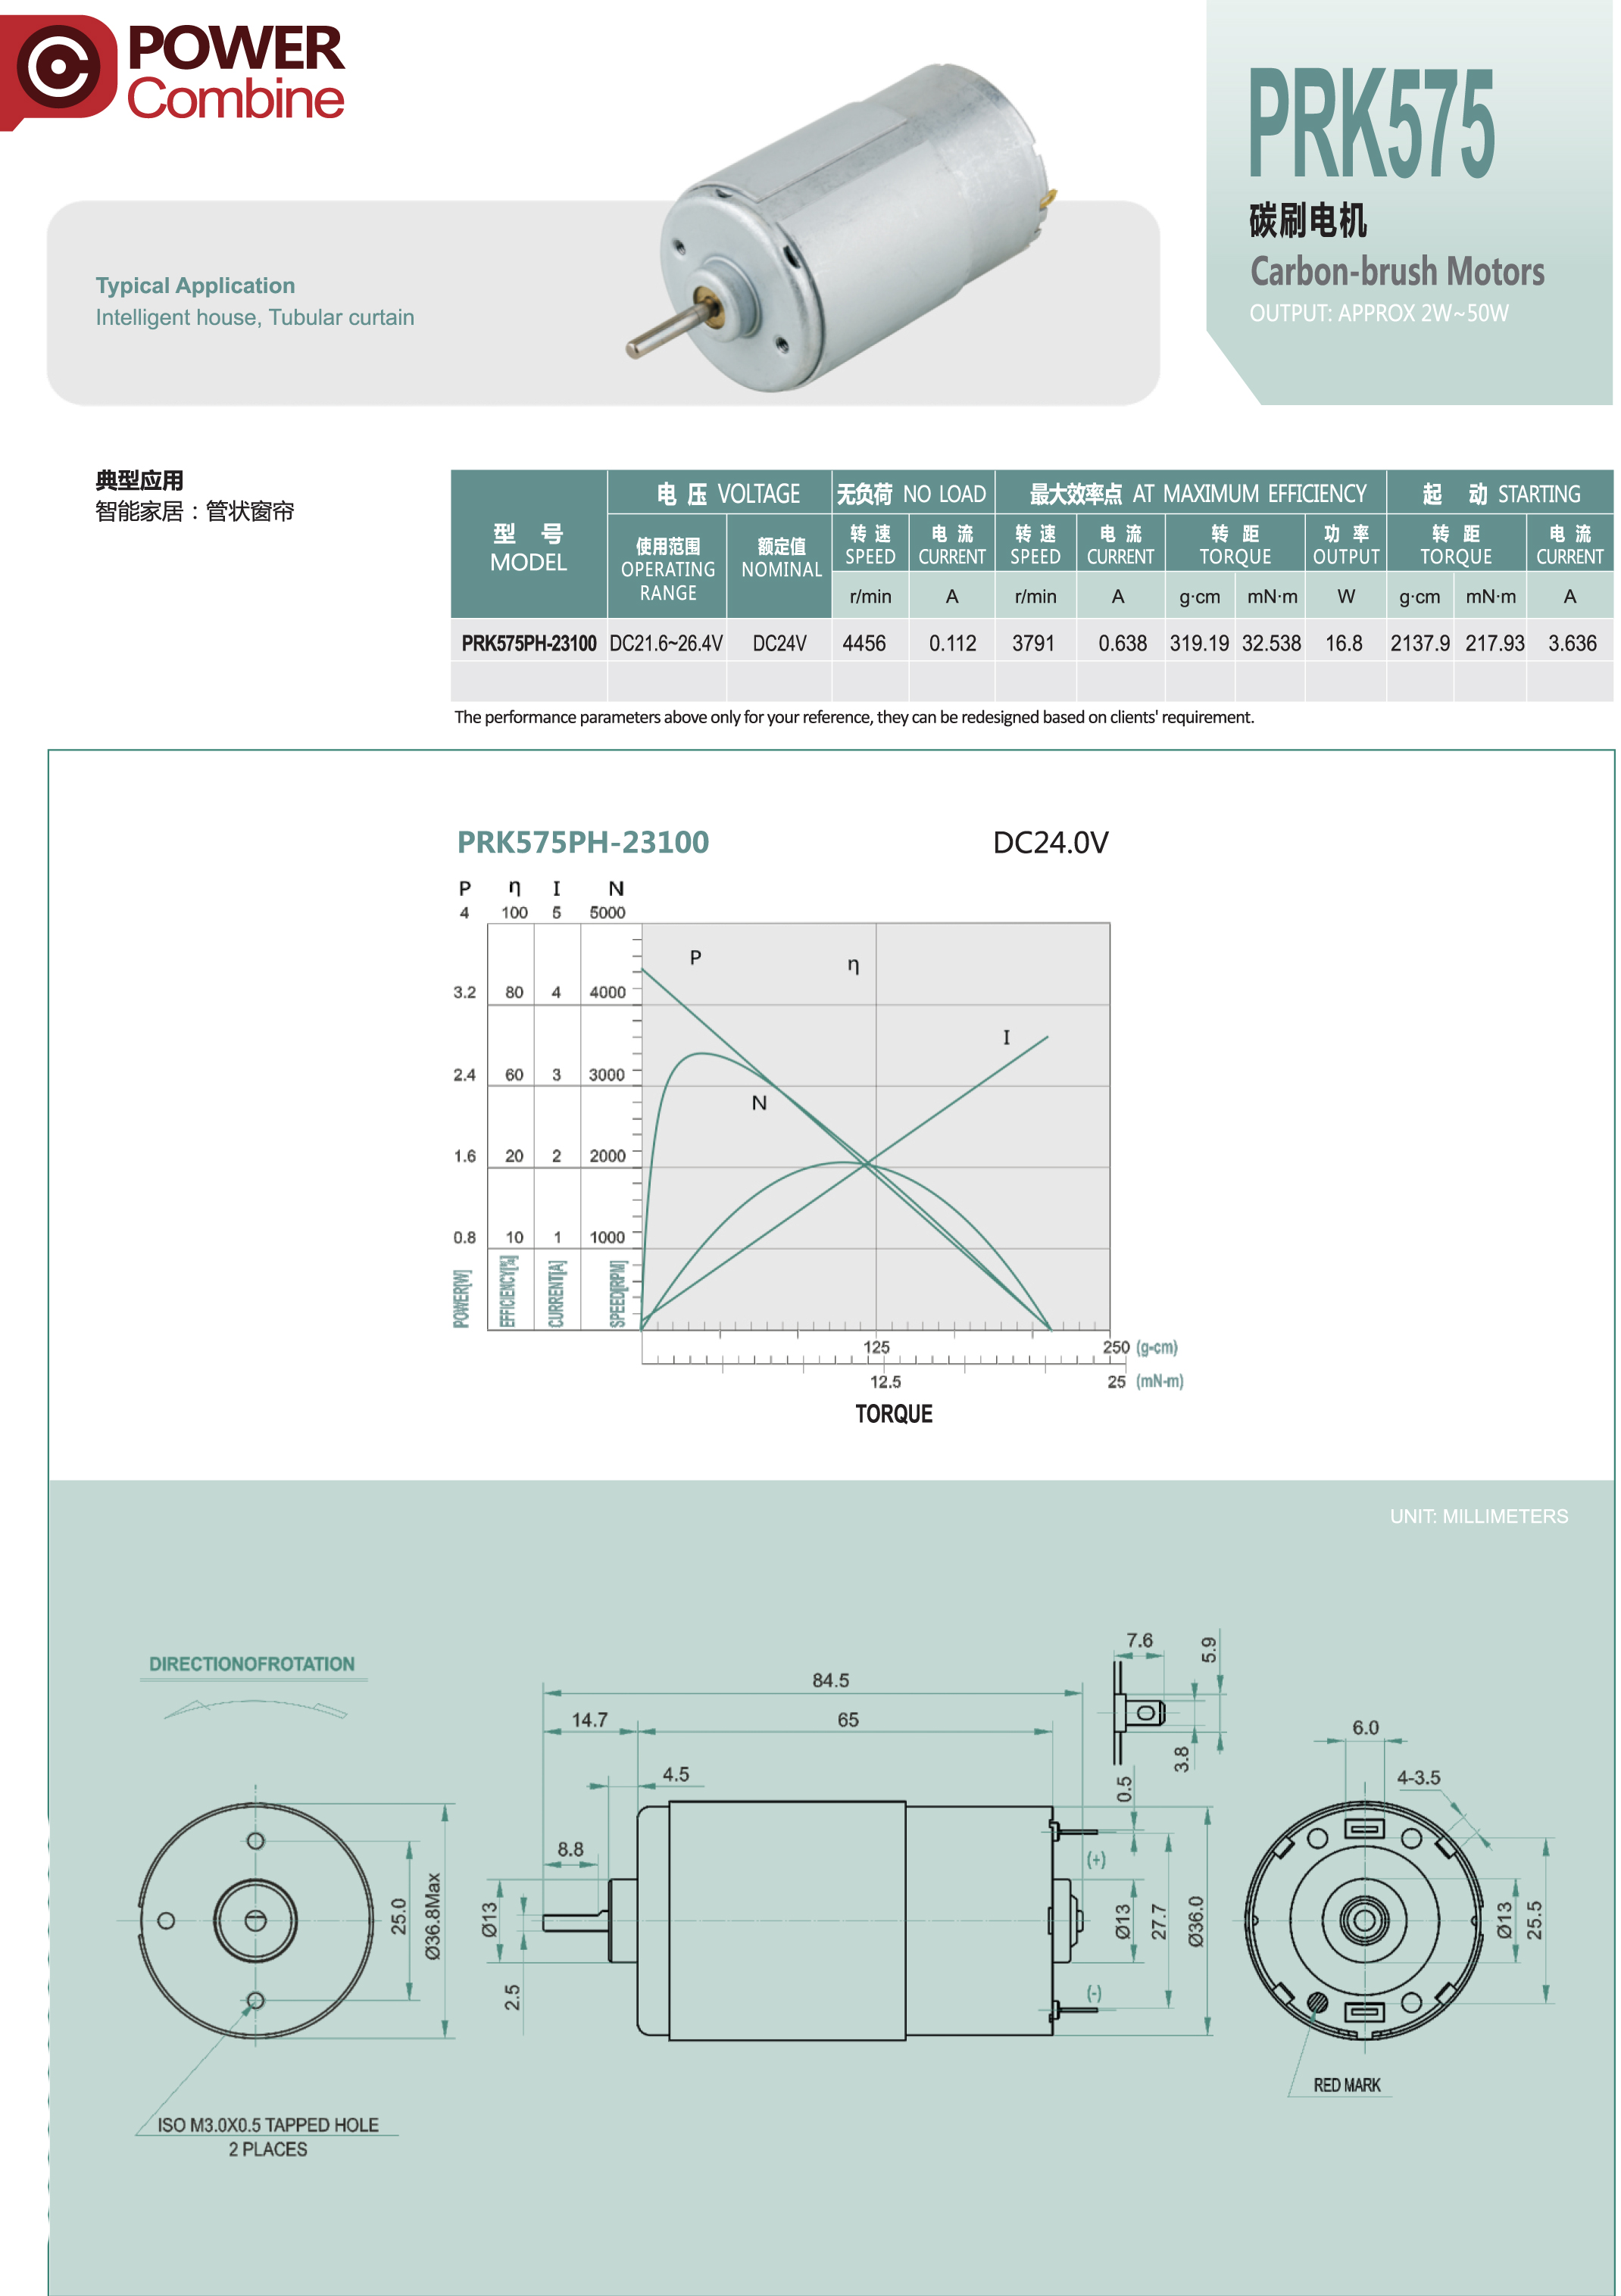 POWER
Combine
PRK575
碳刷电机
Carbon-brush Motors
OUTPUT: APPROX 2W~50W
Typical Application
Intelligent house, Tubular curtain
典型应用
智能家居：管状窗帘
型 号 MODEL
电 压 VOLTAGE
无负荷 NO LOAD
最大效率点 AT MAXIMUM EFFICIENCY
起 动 STARTING
使用范围 OPERATING RANGE
额定值 NOMINAL
转 速 SPEED
电 流 CURRENT
转 速 SPEED
电 流 CURRENT
转 距 TORQUE
功 率 OUTPUT
转 距 TORQUE
电 流 CURRENT
r/min A r/min A g·cm mN·m W g·cm mN·m A
PRK575PH-23100 DC21.6~26.4V DC24V 4456 0.112 3791 0.638 319.19 32.538 16.8 2137.9 217.93 3.636
The performance parameters above only for your reference, they can be redesigned based on clients' requirement.
PRK575PH-23100 DC24.0V
P η I N
4 100 5 5000
P
η
3.2 80 4 4000
I
2.4 60 3 3000
N
1.6 20 2 2000
0.8 10 1 1000
POWER[W]
EFFICIENCY[%]
CURRENT[A]
SPEED[RPM]
125 250 (g-cm)
12.5 25 (mN-m)
TORQUE
UNIT: MILLIMETERS
DIRECTIONOFROTATION
25.0
Ø36.8Max
ISO M3.0X0.5 TAPPED HOLE
2 PLACES
84.5
14.7
65
4.5
8.8
Ø13
2.5
7.6
5.9
3.8
0.5
(+)
Ø13
27.7
Ø36.0
(-)
6.0
4-3.5
Ø13
25.5
RED MARK